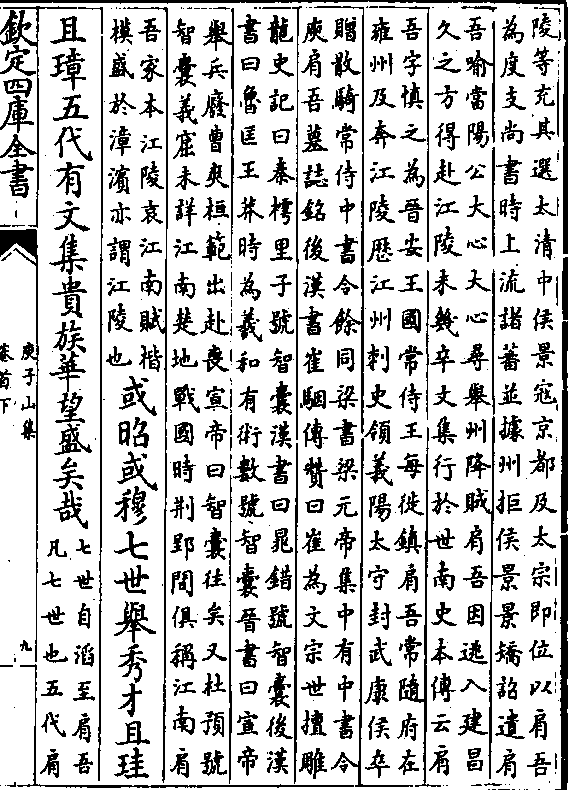 陵等充其選太清中侯景冦京都及太宗即位以肩吾
為度支尚書時上流諸蕃並據州拒侯景景矯詔遣肩
吾喻當陽公大心大心尋舉州降賊肩吾因逃入建昌
久之方得赴江陵未幾卒文集行於世南史本傳云肩
吾字慎之為晉安王國常侍王每徙鎮肩吾常隨府在
雍州及奔江陵歷江州刺史領義陽太守封武康侯卒
贈散騎常侍中書令餘同梁書梁元帝集中有中書令
庾肩吾墓誌銘後漢書崔駰傳贊曰崔為文宗世擅雕
龍史記曰秦樗里子號智囊漢書曰晁錯號智囊後漢
書曰魯匡王莽時為羲和有術數號智囊晉書曰宣帝
舉兵廢曹爽桓範出赴喪宣帝曰智囊往矣又杜預號
智囊義窟未詳江南楚地戰國時荆郢間俱稱江南肩
吾家本江陵哀江南賦楷
模盛於漳濱亦謂江陵也
或昭或穆七世舉秀才且珪
且璋五代有文集貴族華望盛矣哉
七世自滔至肩吾
凡七世也五代肩
欽定四庫全書
庾子山集
卷首下
九